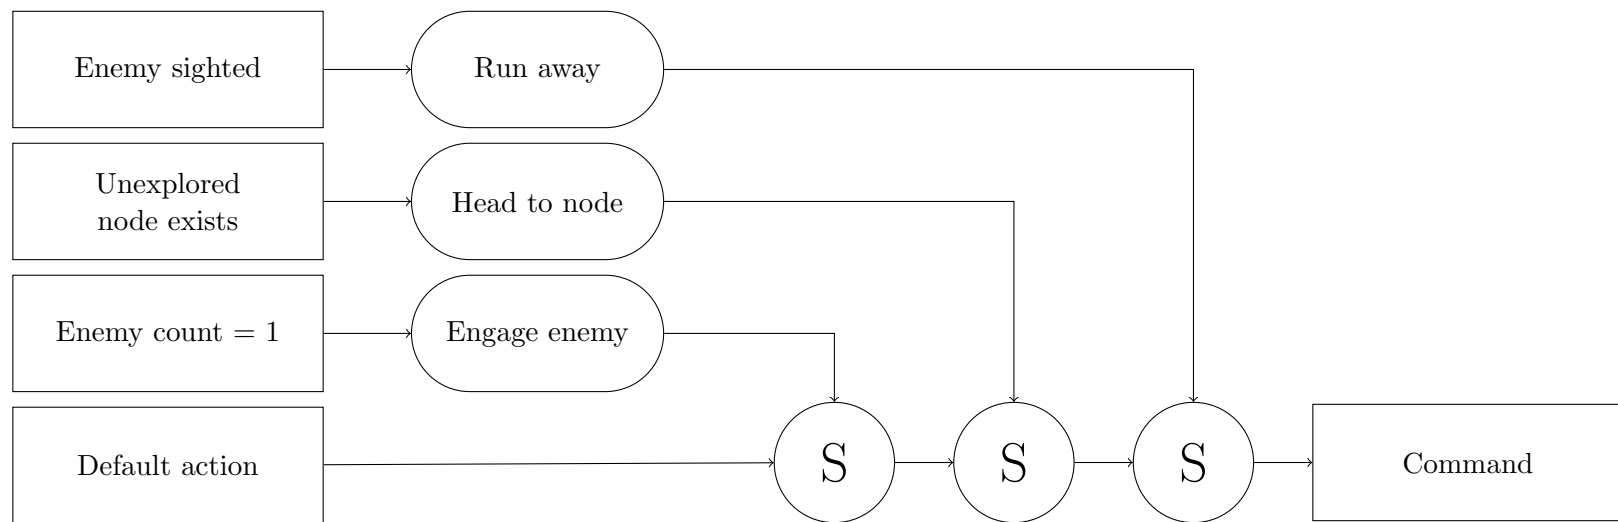 Enemy sighted
Run away
Unexplored
node exists
Head to node
Enemy count = 1
Engage enemy
Default action
S
S
S
Command